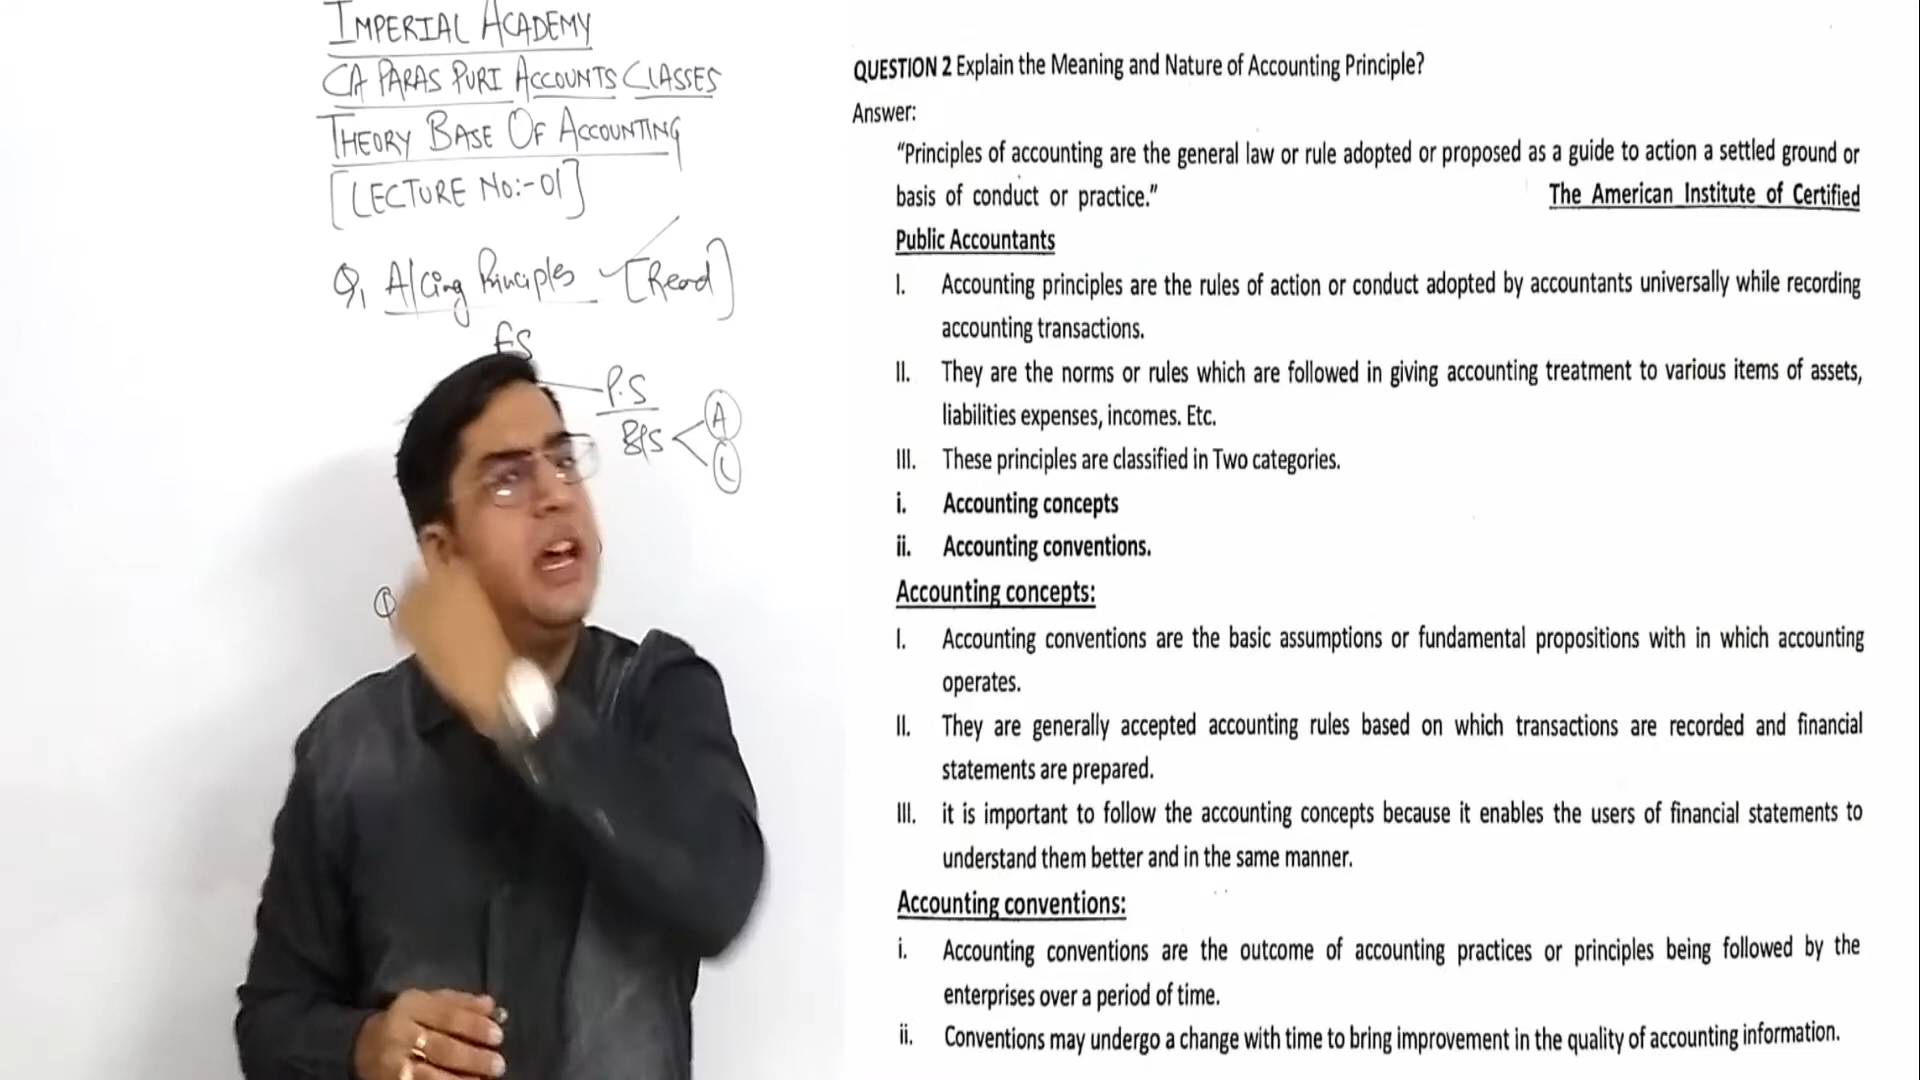 IMPERIAL ACADEMY
CA PARAS PURI ACCOUNTS CLASSES
THEORY BASE OF ACCOUNTING
[LECTURE No:-01]
Q1 A/cing Principles [Read]
FS
P.S
B/S
A
L
QUESTION 2 Explain the Meaning and Nature of Accounting Principle?
Answer:
“Principles of accounting are the general law or rule adopted or proposed as a guide to action a settled ground or
basis of conduct or practice.” The American Institute of Certified
Public Accountants
I. Accounting principles are the rules of action or conduct adopted by accountants universally while recording
accounting transactions.
II. They are the norms or rules which are followed in giving accounting treatment to various items of assets,
liabilities expenses, incomes. Etc.
III. These principles are classified in Two categories.
i. Accounting concepts
ii. Accounting conventions.
Accounting concepts:
I. Accounting conventions are the basic assumptions or fundamental propositions with in which accounting
operates.
II. They are generally accepted accounting rules based on which transactions are recorded and financial
statements are prepared.
III. it is important to follow the accounting concepts because it enables the users of financial statements to
understand them better and in the same manner.
Accounting conventions:
i. Accounting conventions are the outcome of accounting practices or principles being followed by the
enterprises over a period of time.
ii. Conventions may undergo a change with time to bring improvement in the quality of accounting information.